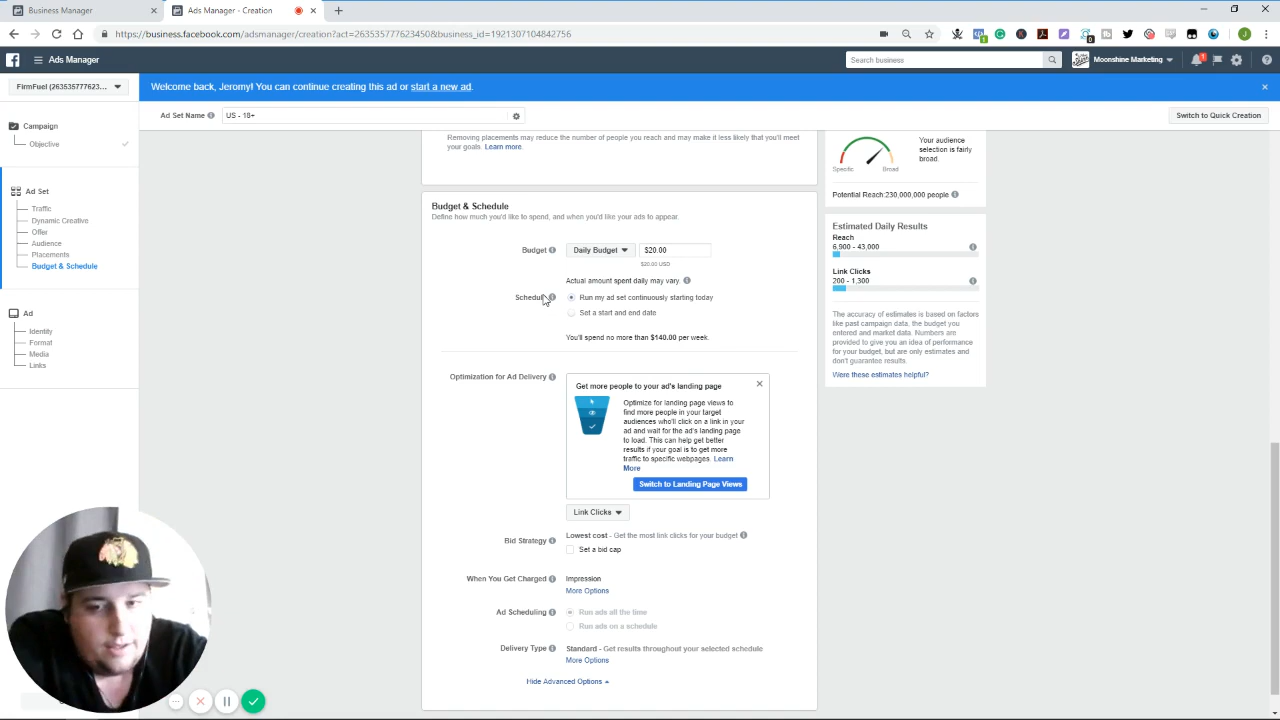 Business Manager
Ads Manager - Creation
https://business.facebook.com/adsmanager/creation?act=263535777623450&business_id=1921307104842756
Ads Manager
Search business
Moonshine Marketing
FirmFuel (263535777623...
Welcome back, Jeromy! You can continue creating this ad or start a new ad.
Ad Set Name
US - 18+
Switch to Quick Creation
Campaign
Objective
Ad Set
Traffic
Dynamic Creative
Offer
Audience
Placements
Budget & Schedule
Ad
Identity
Format
Media
Links
Removing placements may reduce the number of people you reach and may make it less likely that you'll meet
your goals. Learn more.
Budget & Schedule
Define how much you'd like to spend, and when you'd like your ads to appear.
Budget
Daily Budget
$20.00
$20.00 USD
Actual amount spent daily may vary.
Schedule
Run my ad set continuously starting today
Set a start and end date
You'll spend no more than $140.00 per week.
Optimization for Ad Delivery
Get more people to your ad's landing page
Optimize for landing page views to
find more people in your target
audiences who'll click on a link in your
ad and wait for the ad's landing page
to load. This can help get better
results if your goal is to get more
traffic to specific webpages. Learn
More
Switch to Landing Page Views
Link Clicks
Bid Strategy
Lowest cost - Get the most link clicks for your budget
Set a bid cap
When You Get Charged
Impression
More Options
Ad Scheduling
Run ads all the time
Run ads on a schedule
Delivery Type
Standard - Get results throughout your selected schedule
More Options
Hide Advanced Options
Specific
Broad
Your audience
selection is fairly
broad.
Potential Reach:230,000,000 people
Estimated Daily Results
Reach
6,900 - 43,000
Link Clicks
200 - 1,300
The accuracy of estimates is based on factors
like past campaign data, the budget you
entered and market data. Numbers are
provided to give you an idea of performance
for your budget, but are only estimates and
don't guarantee results.
Were these estimates helpful?